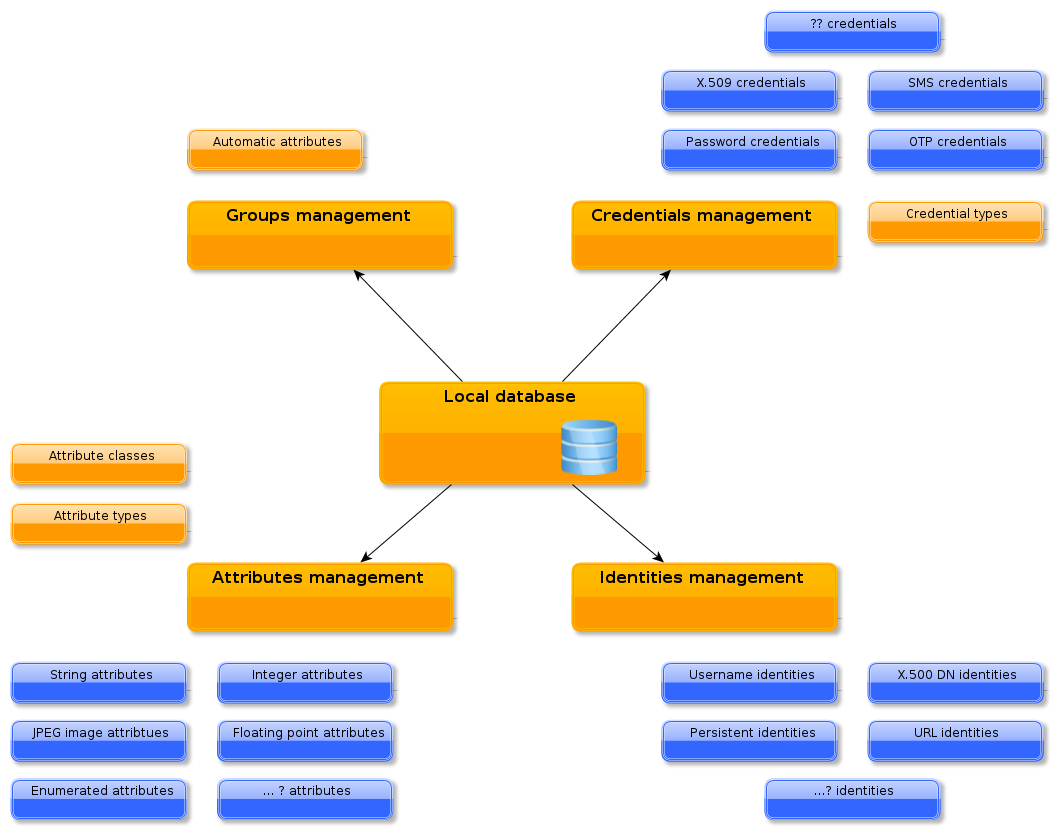 ?? credentials
X.509 credentials
SMS credentials
Automatic attributes
Password credentials
OTP credentials
Groups management
Credentials management
Credential types
Local database
Attribute classes
Attribute types
Attributes management
Identities management
String attributes
Integer attributes
Username identities
X.500 DN identities
JPEG image attribtues
Floating point attributes
Persistent identities
URL identities
Enumerated attributes
... ? attributes
...? identities